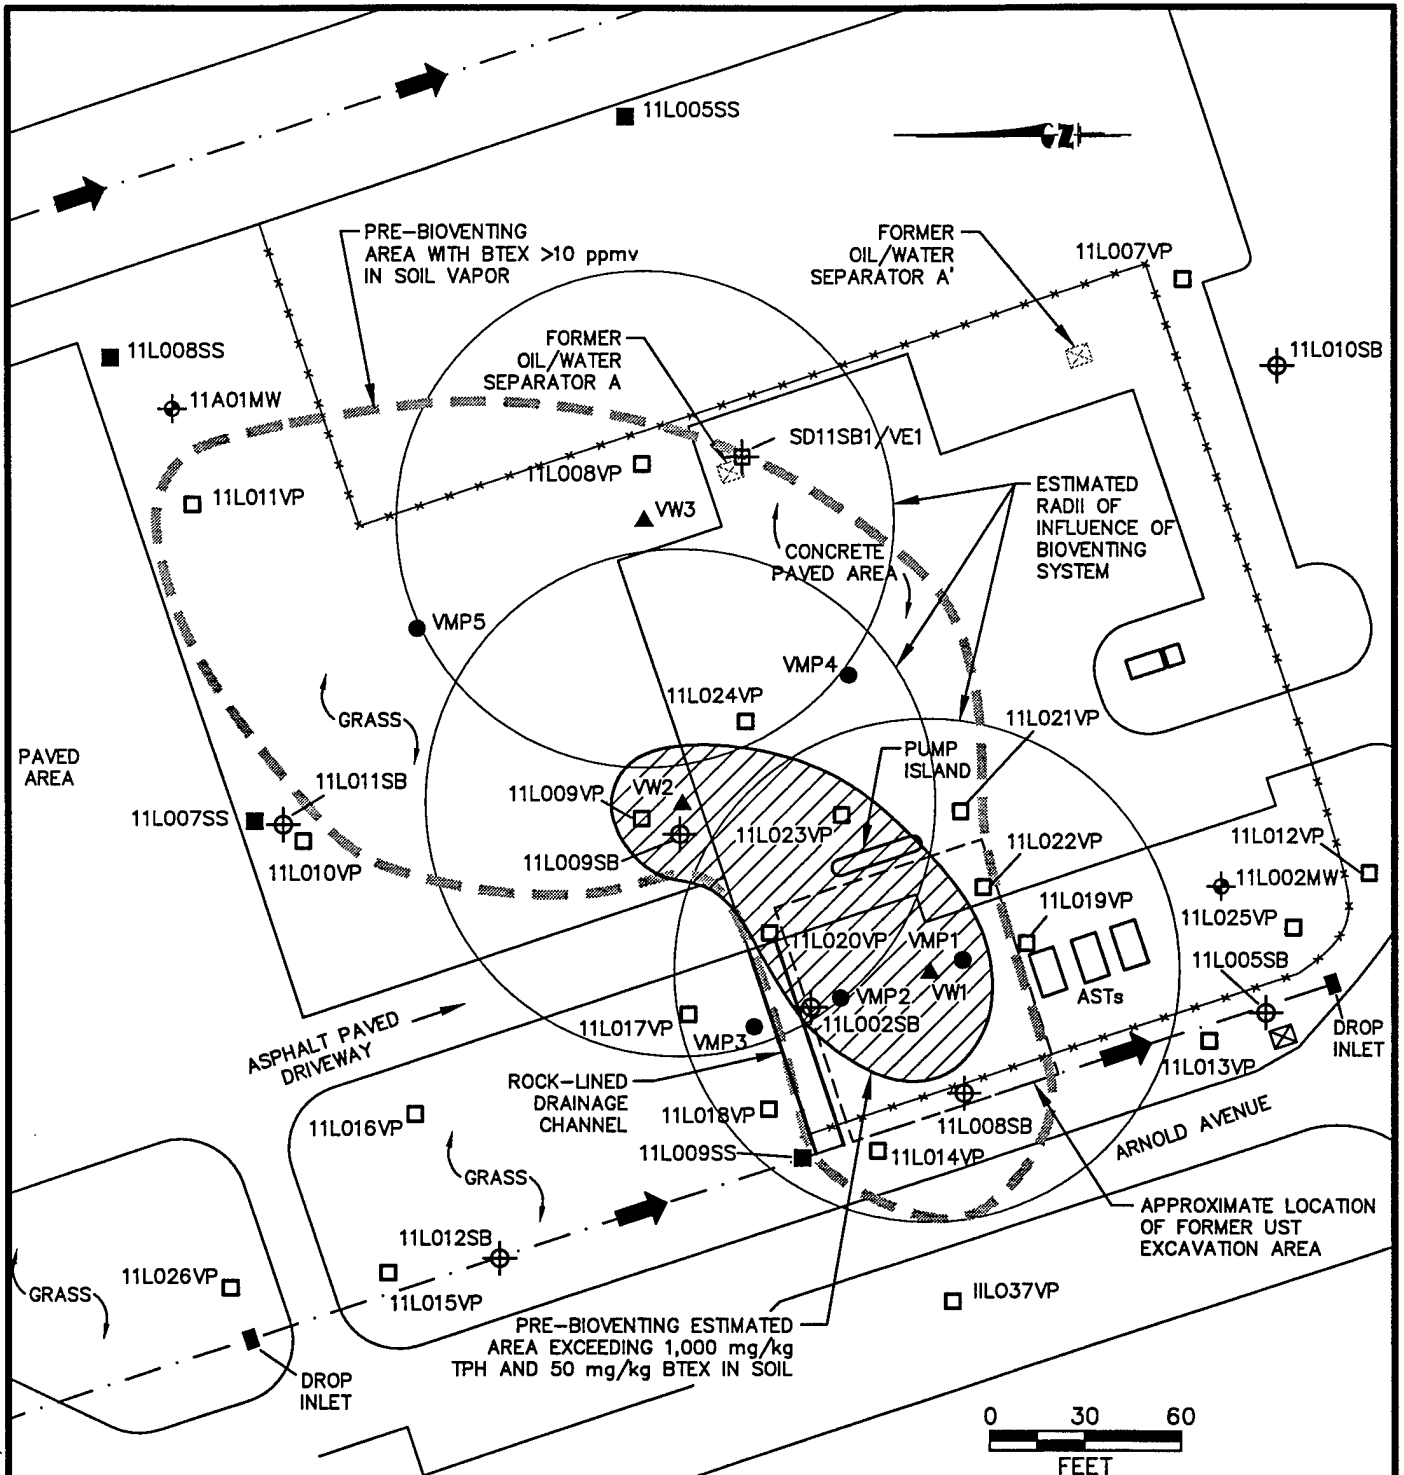 11L005SS
N
PRE-BIOVENTING
AREA WITH BTEX >10 ppmv
IN SOIL VAPOR
FORMER
OIL/WATER
SEPARATOR A'
11L007VP
11L008SS
FORMER
OIL/WATER
SEPARATOR A
11L010SB
11A01MW
SD11SB1/VE1
11L008VP
11L011VP
VW3
ESTIMATED
RADII OF
INFLUENCE OF
BIOVENTING
SYSTEM
CONCRETE
PAVED AREA
VMP5
VMP4
11L024VP
GRASS
11L021VP
PAVED
AREA
PUMP
ISLAND
11L011SB
VW2
11L009VP
11L007SS
11L023VP
11L022VP
11L012VP
11L009SB
11L010VP
11L002MW
11L019VP
11L025VP
11L020VP
VMP1
11L005SB
VMP2
VW1
ASTs
11L017VP
VMP3
11L002SB
DROP
INLET
ASPHALT PAVED
DRIVEWAY
11L013VP
ROCK-LINED
DRAINAGE
CHANNEL
11L018VP
11L016VP
11L008SB
ARNOLD AVENUE
11L009SS
11L014VP
GRASS
APPROXIMATE LOCATION
OF FORMER UST
EXCAVATION AREA
11L012SB
11L026VP
GRASS
11L015VP
IIL037VP
PRE-BIOVENTING ESTIMATED
AREA EXCEEDING 1,000 mg/kg
TPH AND 50 mg/kg BTEX IN SOIL
DROP
INLET
0 30 60
FEET